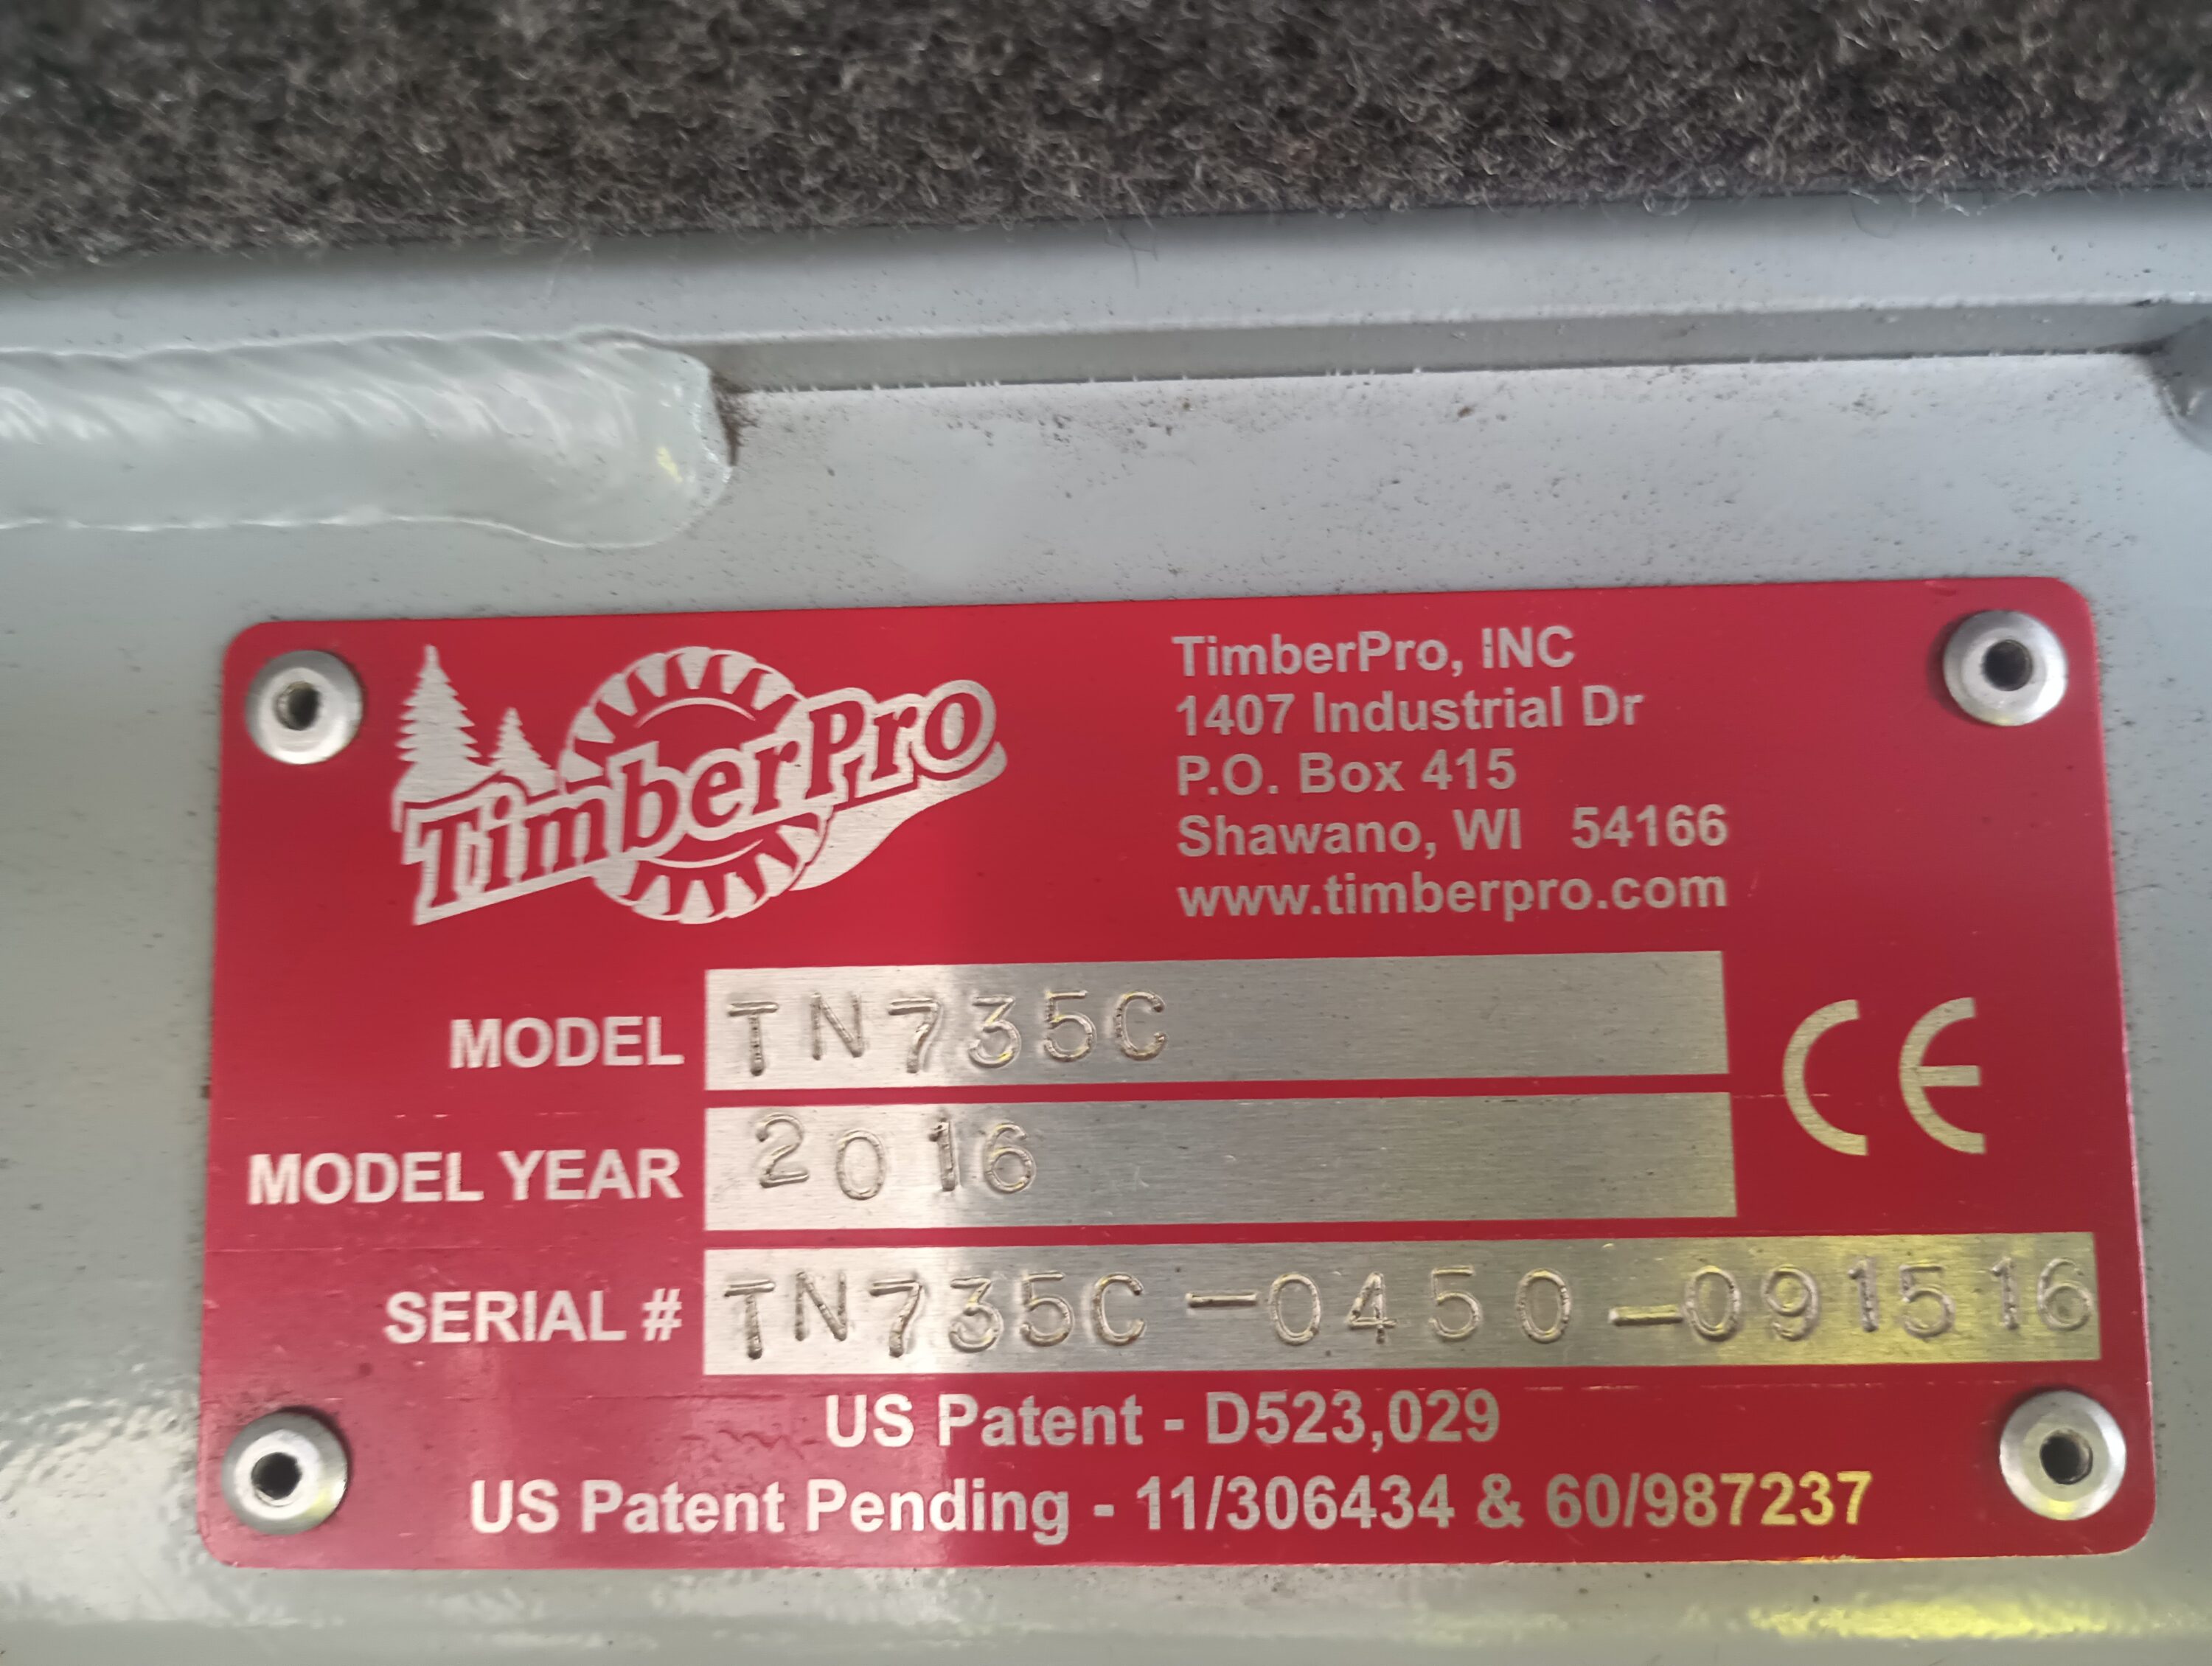 TimberPro
TimberPro, INC
1407 Industrial Dr
P.O. Box 415
Shawano, WI 54166
www.timberpro.com
MODEL TN735C
CE
MODEL YEAR 2016
SERIAL # TN735C-0450-091516
US Patent - D523,029
US Patent Pending - 11/306434 & 60/987237